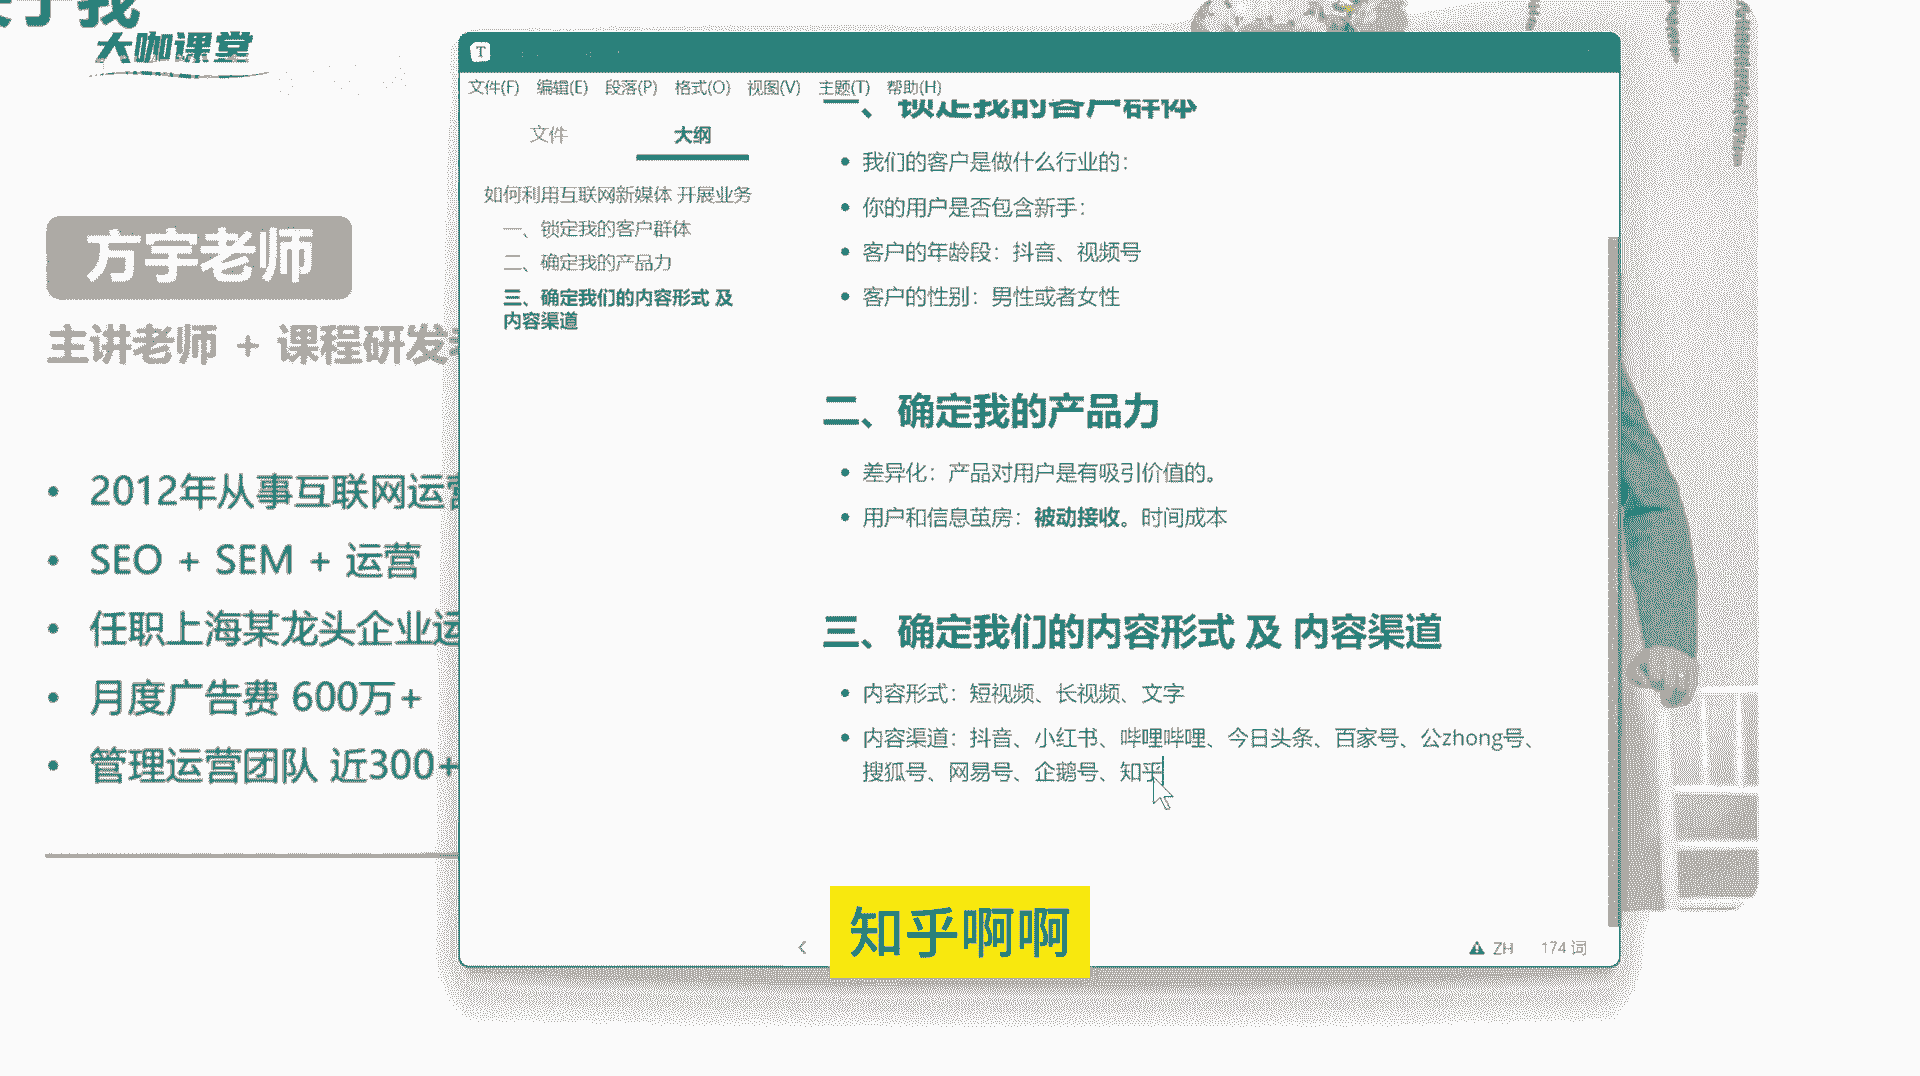 关于我
大咖课堂
方宇老师
主讲老师 + 课程研发
2012年从事互联网运营
SEO + SEM + 运营
任职上海某龙头企业运
月度广告费 600万+
管理运营团队 近300+
T
文件(F) 编辑(E) 段落(P) 格式(O) 视图(V) 主题(T) 帮助(H)
文件 大纲
如何利用互联网新媒体 开展业务
一、锁定我的客户群体
二、确定我的产品力
三、确定我们的内容形式 及
内容渠道
一、锁定我的客户群体
我们的客户是做什么行业的：
你的用户是否包含新手：
客户的年龄段：抖音、视频号
客户的性别：男性或者女性
二、确定我的产品力
差异化：产品对用户是有吸引价值的。
用户和信息茧房：被动接收。时间成本
三、确定我们的内容形式 及 内容渠道
内容形式：短视频、长视频、文字
内容渠道：抖音、小红书、哔哩哔哩、今日头条、百家号、公zhong号、
搜狐号、网易号、企鹅号、知乎
知乎啊啊
ZH 174 词